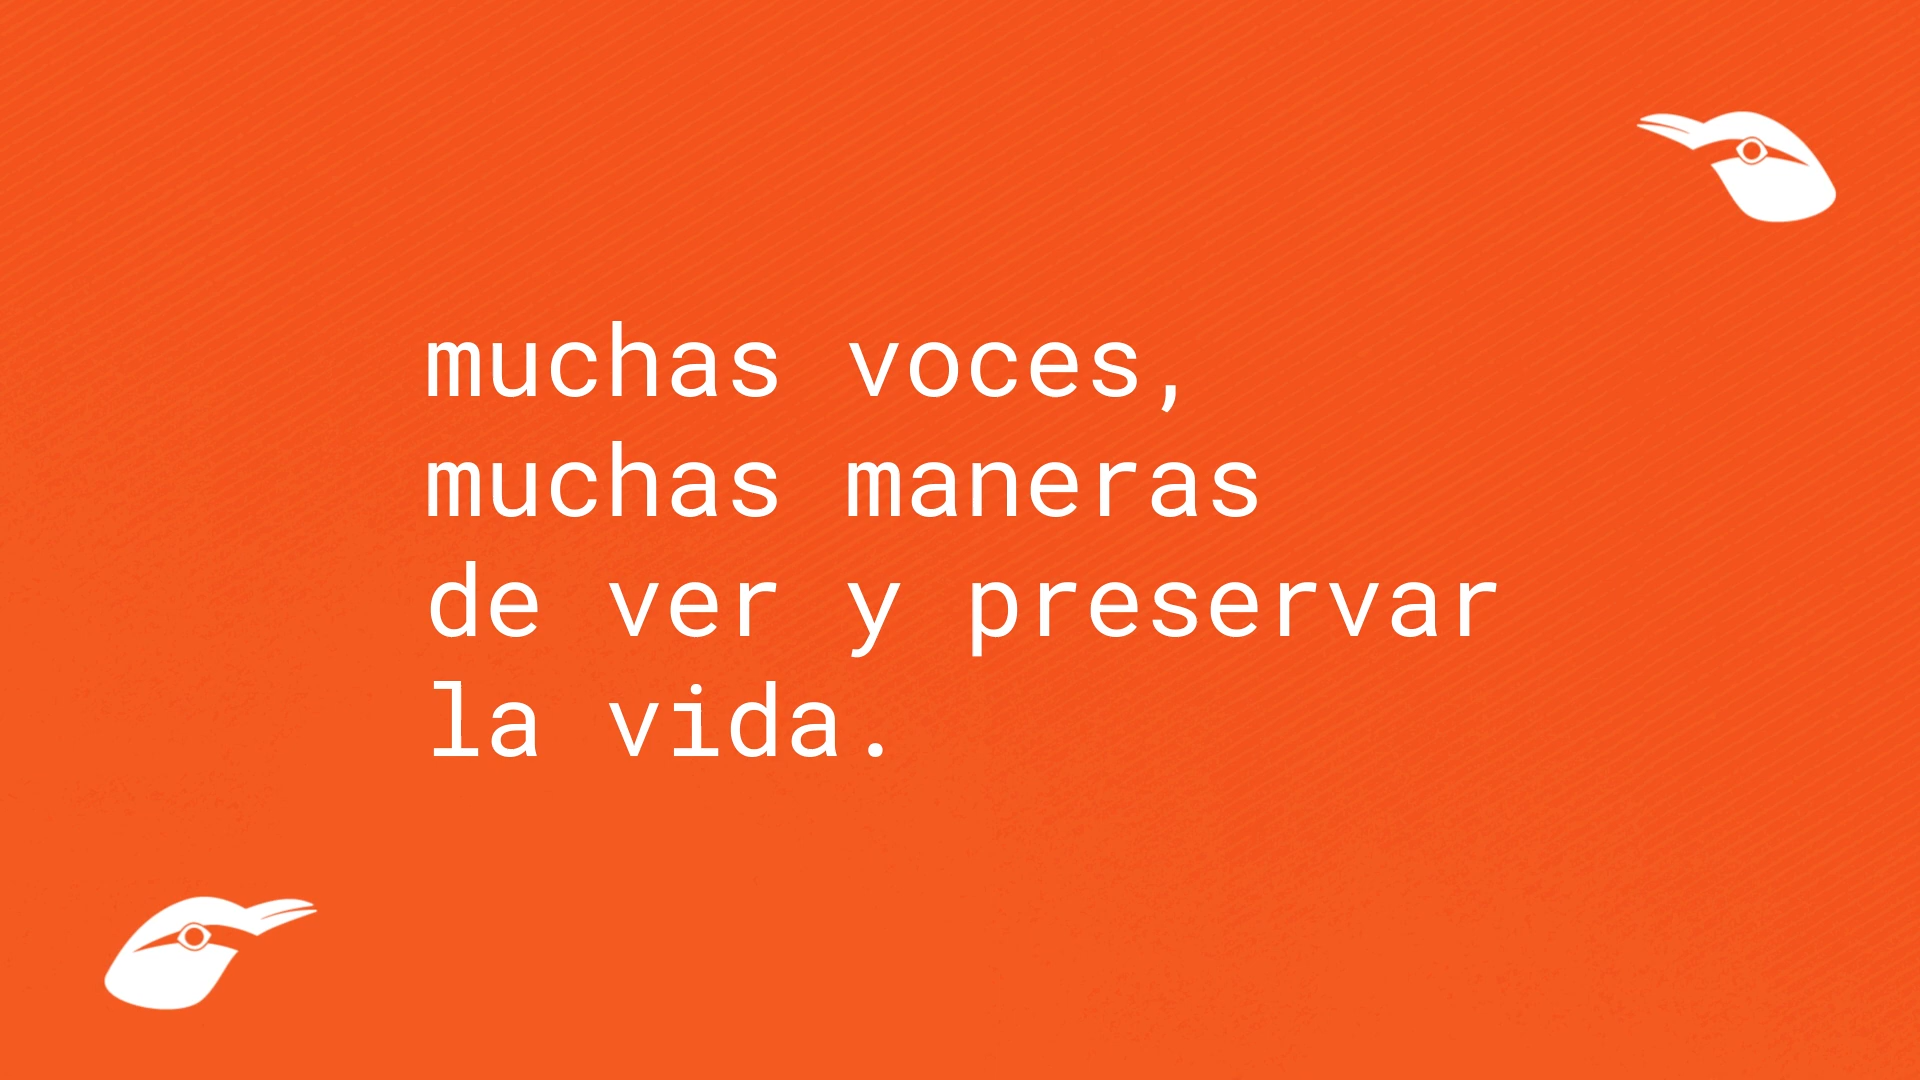 muchas voces,
muchas maneras
de ver y preservar
la vida.